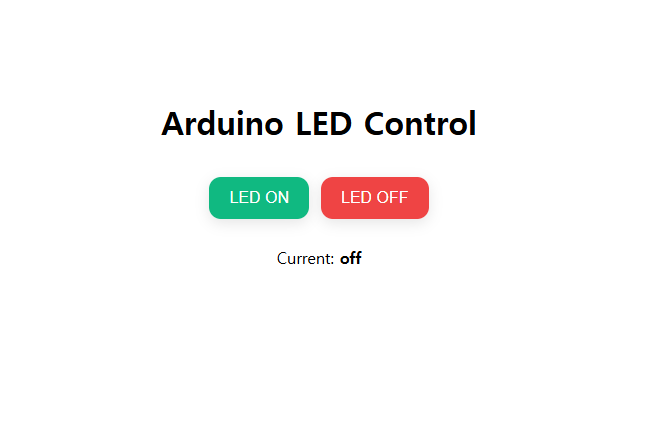 Arduino LED Control
LED ON LED OFF
Current: off